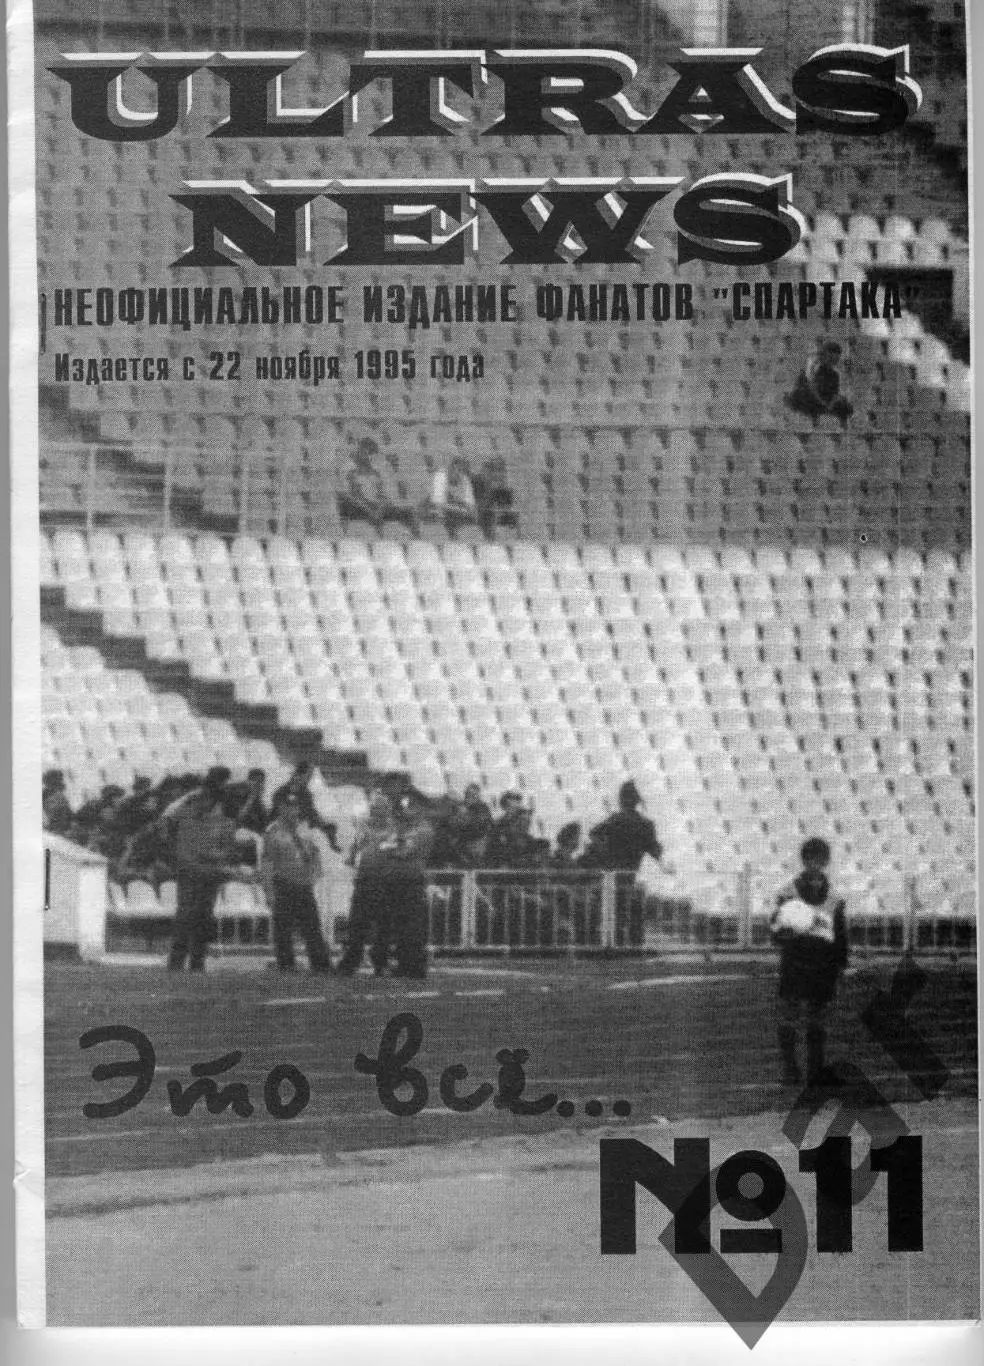 ULTRAS
NEWS
НЕОФИЦИАЛЬНОЕ ИЗДАНИЕ ФАНАТОВ "СПАРТАКА"
Издается с 22 ноября 1995 года
Это всё...
№11